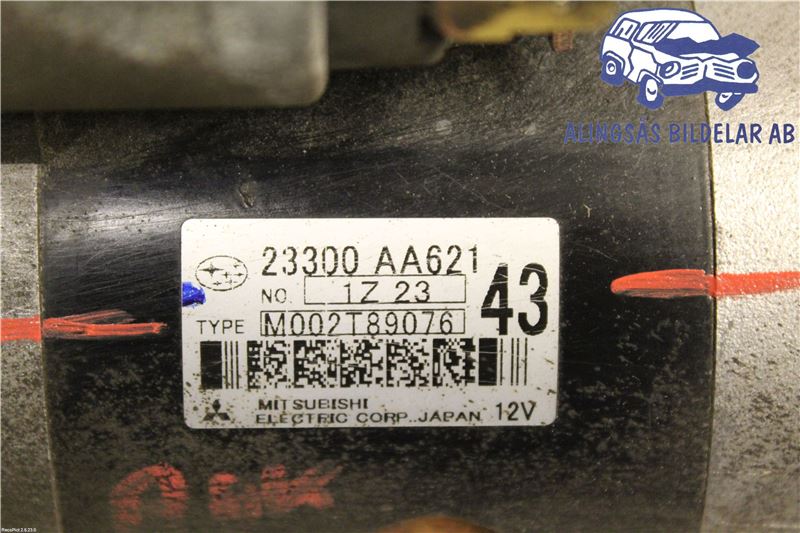 ALINGSÅS BILDELAR AB
23300 AA621
NO. 1Z 23
43
TYPE M002T89076
MITSUBISHI
ELECTRIC CORP. JAPAN 12V